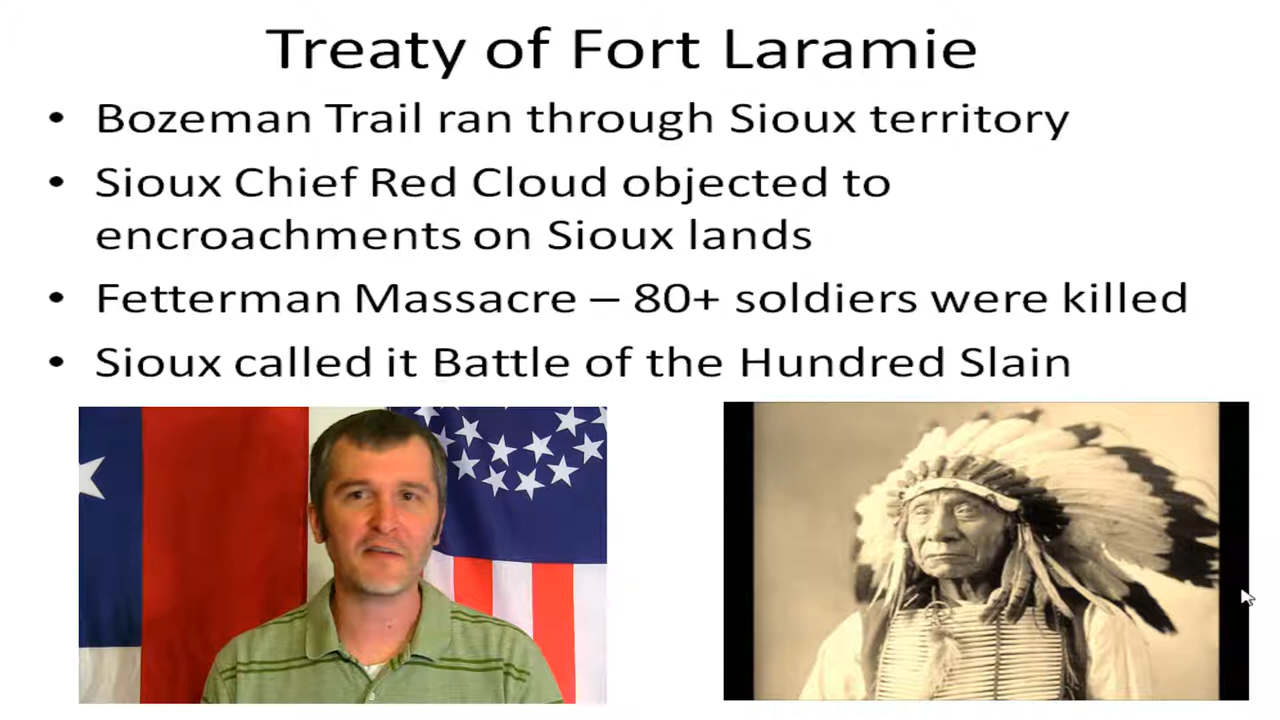 Treaty of Fort Laramie
• Bozeman Trail ran through Sioux territory
• Sioux Chief Red Cloud objected to
encroachments on Sioux lands
• Fetterman Massacre – 80+ soldiers were killed
• Sioux called it Battle of the Hundred Slain